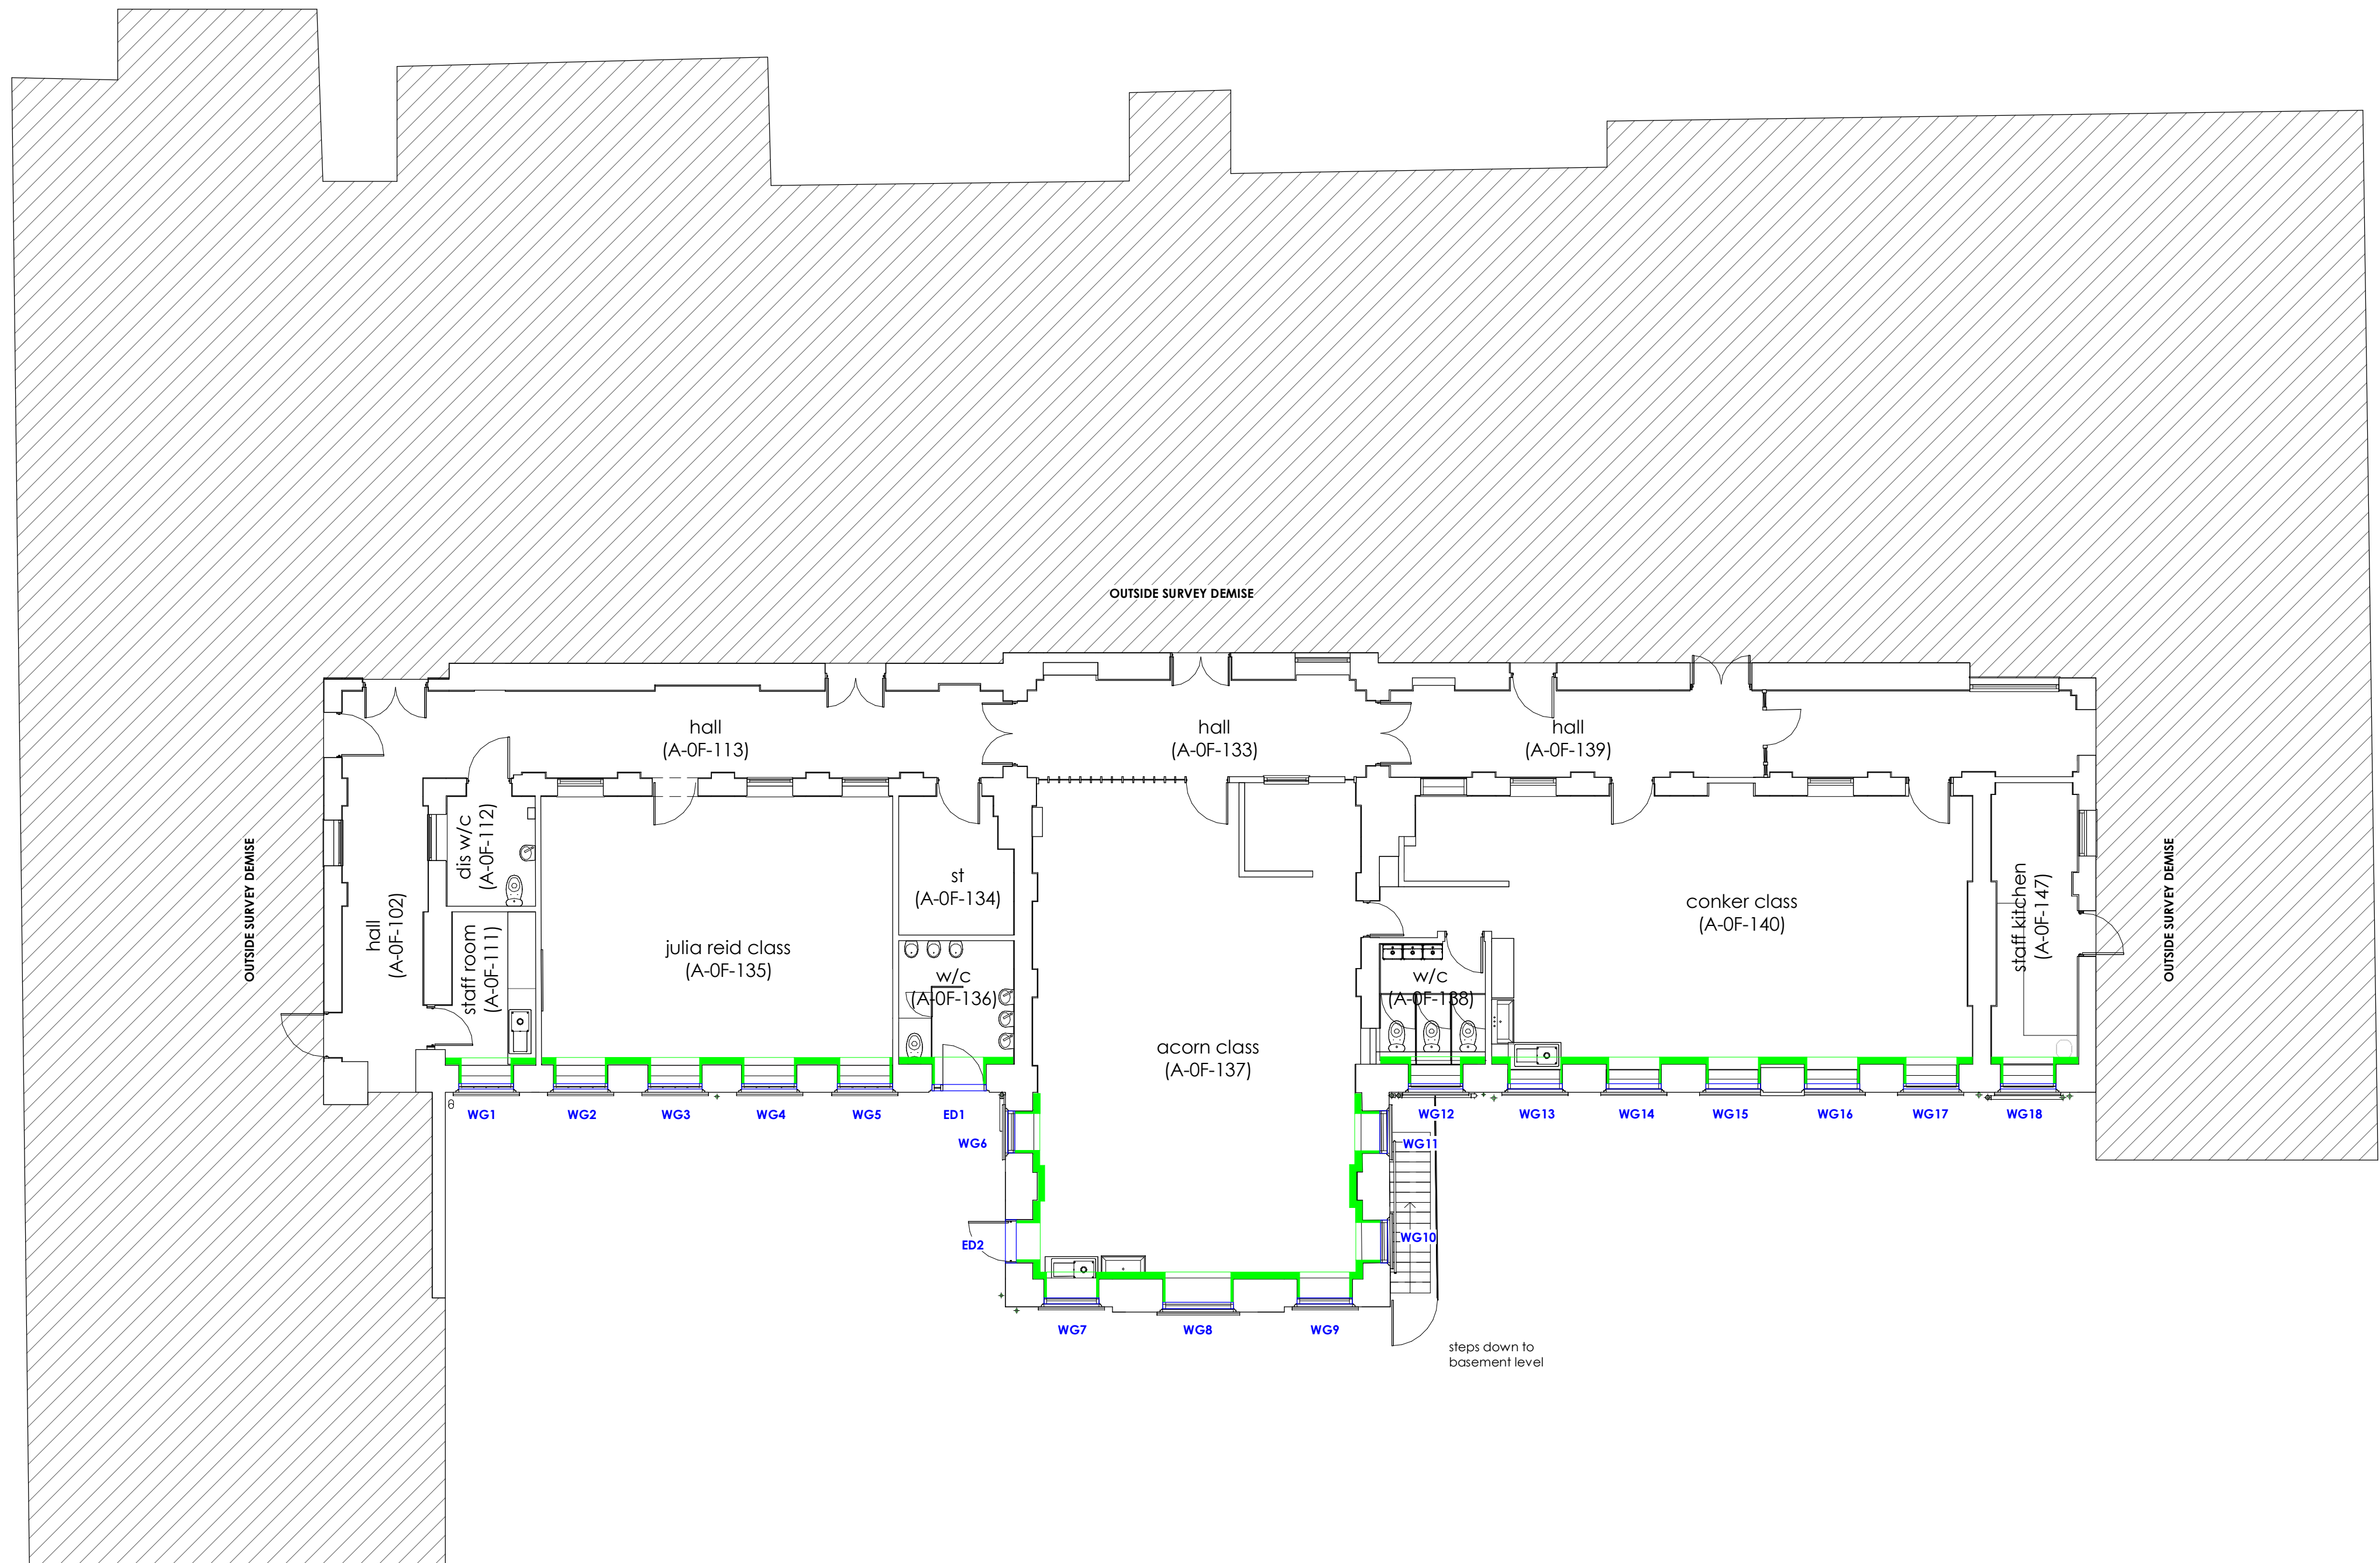 OUTSIDE SURVEY DEMISE
hall
(A-0F-113)
hall
(A-0F-133)
hall
(A-0F-139)
OUTSIDE SURVEY DEMISE
hall
(A-0F-102)
dis w/c
(A-0F-112)
staff room
(A-0F-111)
julia reid class
(A-0F-135)
st
(A-0F-134)
w/c
(A-0F-136)
acorn class
(A-0F-137)
w/c
(A-0F-138)
conker class
(A-0F-140)
staff kitchen
(A-0F-147)
OUTSIDE SURVEY DEMISE
WG1
WG2
WG3
WG4
WG5
ED1
WG6
WG12
WG11
WG13
WG14
WG15
WG16
WG17
WG18
ED2
WG10
WG7
WG8
WG9
steps down to
basement level